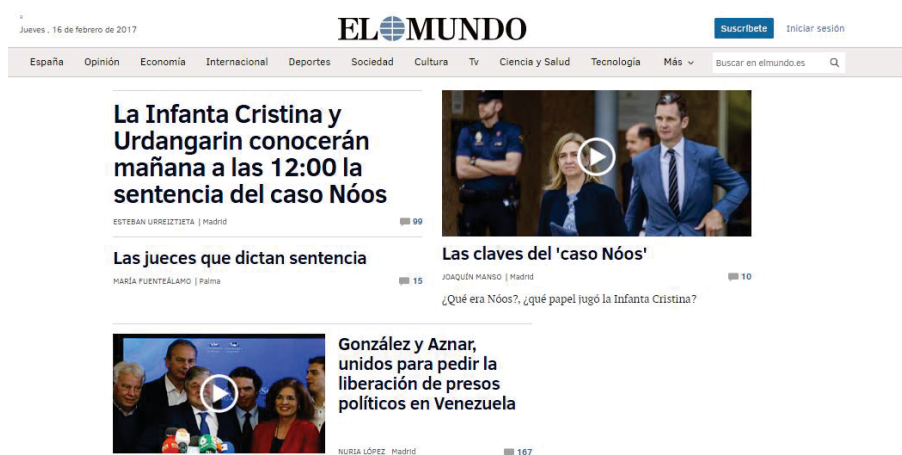 Jueves , 16 de febrero de 2017
EL MUNDO
Suscríbete
Iniciar sesión
España Opinión Economía Internacional Deportes Sociedad Cultura Tv Ciencia y Salud Tecnología Más
Buscar en elmundo.es
La Infanta Cristina y
Urdangarin conocerán
mañana a las 12:00 la
sentencia del caso Nóos
ESTEBAN URREIZTIETA | Madrid
99
Las jueces que dictan sentencia
MARÍA FUENTEÁLAMO | Palma
15
Las claves del 'caso Nóos'
JOAQUÍN MANSO | Madrid
10
¿Qué era Nóos?, ¿qué papel jugó la Infanta Cristina?
González y Aznar,
unidos para pedir la
liberación de presos
políticos en Venezuela
NURIA LÓPEZ Madrid
167